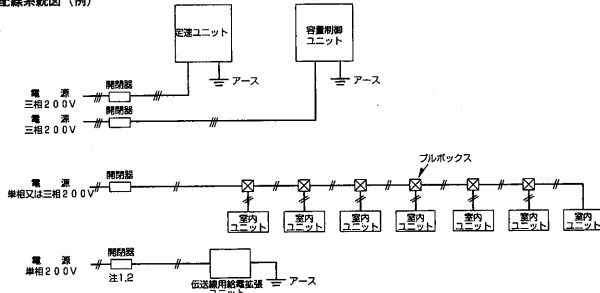 配線系統図（例）
定速ユニット
容量制御
ユニット
アース
アース
電源
三相200V
開閉器
電源
三相200V
開閉器
プルボックス
電源
単相又は三相200V
開閉器
室内
ユニット
室内
ユニット
室内
ユニット
室内
ユニット
室内
ユニット
室内
ユニット
室内
ユニット
電源
単相200V
開閉器
注1.2
伝送線用給電拡張
ユニット
アース